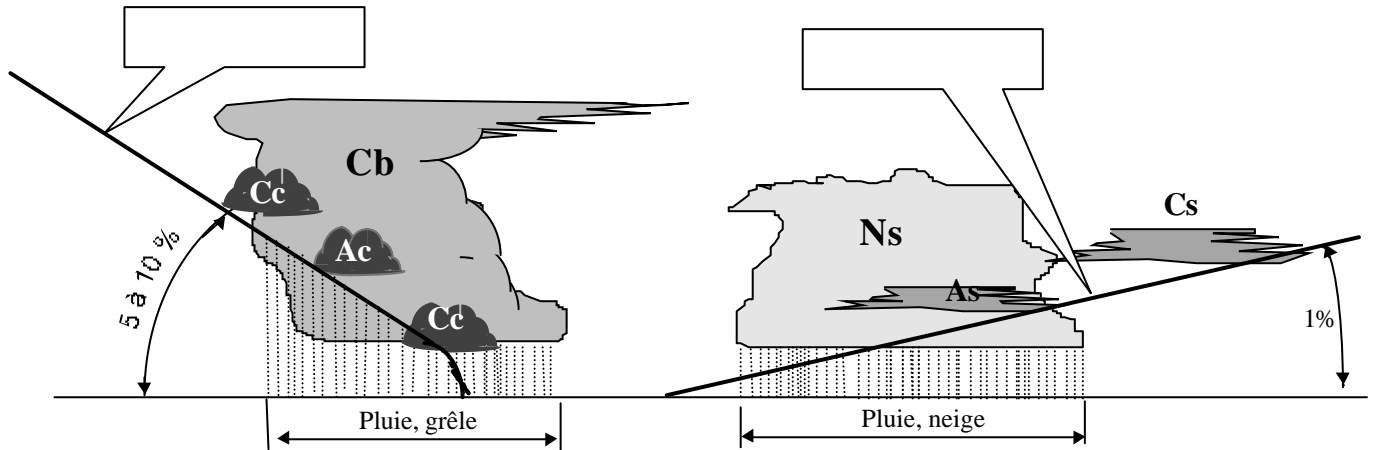 Cb
Cc
Ac
Cc
5 à 10 %
Pluie, grêle
Ns
As
Cs
1%
Pluie, neige